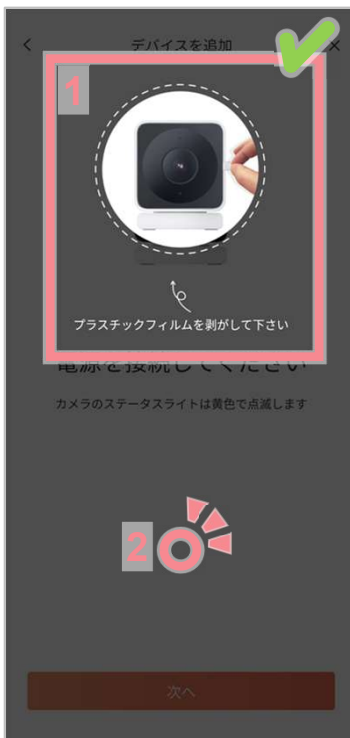 デバイスを追加
1
プラスチックフィルムを剥がして下さい
電源を接続してください
カメラのステータスライトは黄色で点滅します
2
次へ